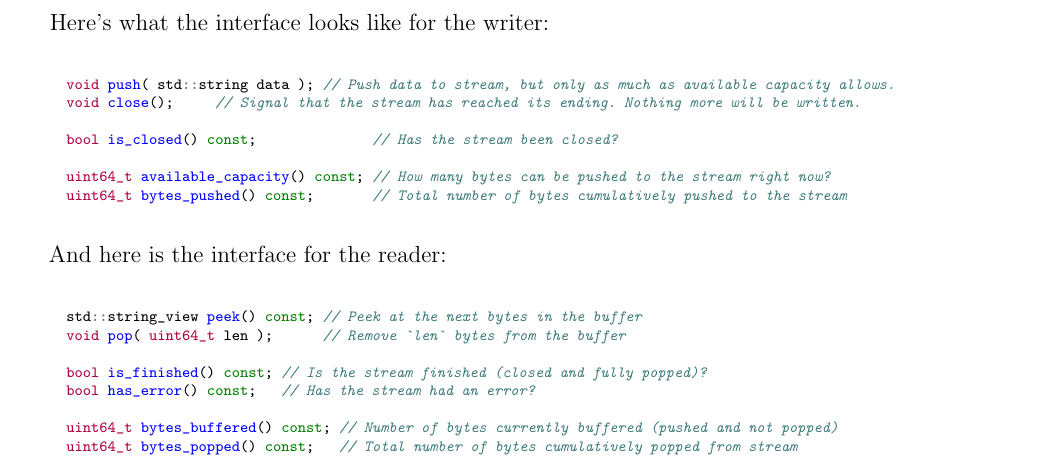 Here's what the interface looks like for the writer:
void push( std::string data ); // Push data to stream, but only as much as available capacity allows.
void close();     // Signal that the stream has reached its ending. Nothing more will be written.
bool is_closed() const;              // Has the stream been closed?
uint64_t available_capacity() const; // How many bytes can be pushed to the stream right now?
uint64_t bytes_pushed() const;       // Total number of bytes cumulatively pushed to the stream
And here is the interface for the reader:
std::string_view peek() const; // Peek at the next bytes in the buffer
void pop( uint64_t len );      // Remove `len` bytes from the buffer
bool is_finished() const; // Is the stream finished (closed and fully popped)?
bool has_error() const;   // Has the stream had an error?
uint64_t bytes_buffered() const; // Number of bytes currently buffered (pushed and not popped)
uint64_t bytes_popped() const;   // Total number of bytes cumulatively popped from stream